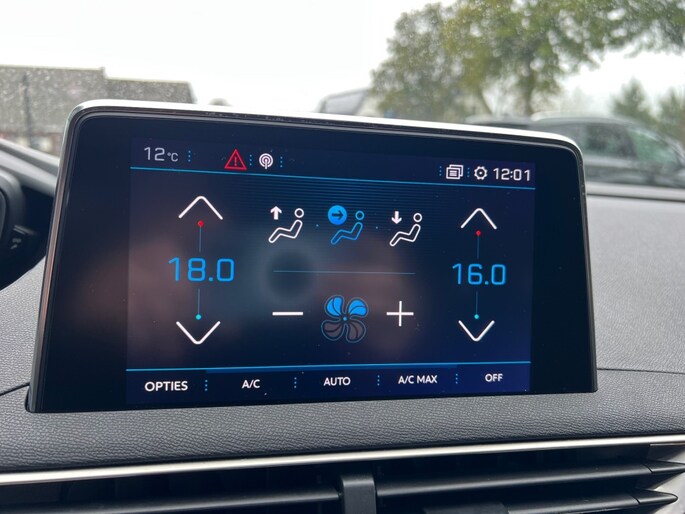 12°C 12:01
18.0 16.0
OPTIES A/C AUTO A/C MAX OFF